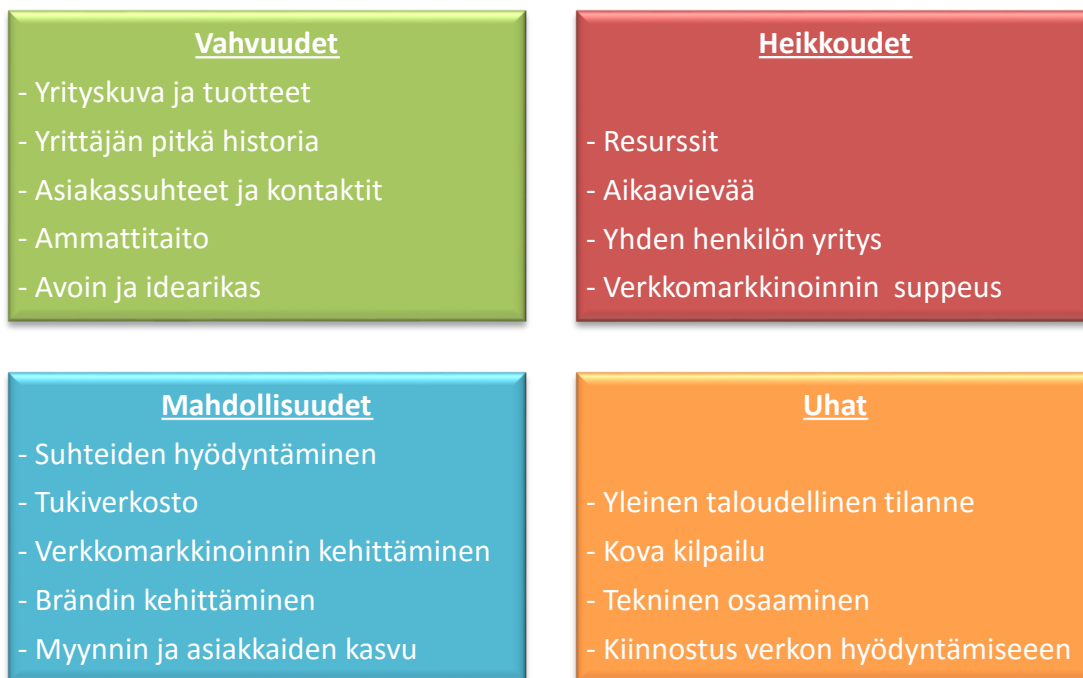 Vahvuudet
- Yrityskuva ja tuotteet
- Yrittäjän pitkä historia
- Asiakassuhteet ja kontaktit
- Ammattitaito
- Avoin ja idearikas
Heikkoudet
- Resurssit
- Aikaavievää
- Yhden henkilön yritys
- Verkkomarkkinoinnin suppeus
Mahdollisuudet
- Suhteiden hyödyntäminen
- Tukiverkosto
- Verkkomarkkinoinnin kehittäminen
- Brändin kehittäminen
- Myynnin ja asiakkaiden kasvu
Uhat
- Yleinen taloudellinen tilanne
- Kova kilpailu
- Tekninen osaaminen
- Kiinnostus verkon hyödyntämiseeen